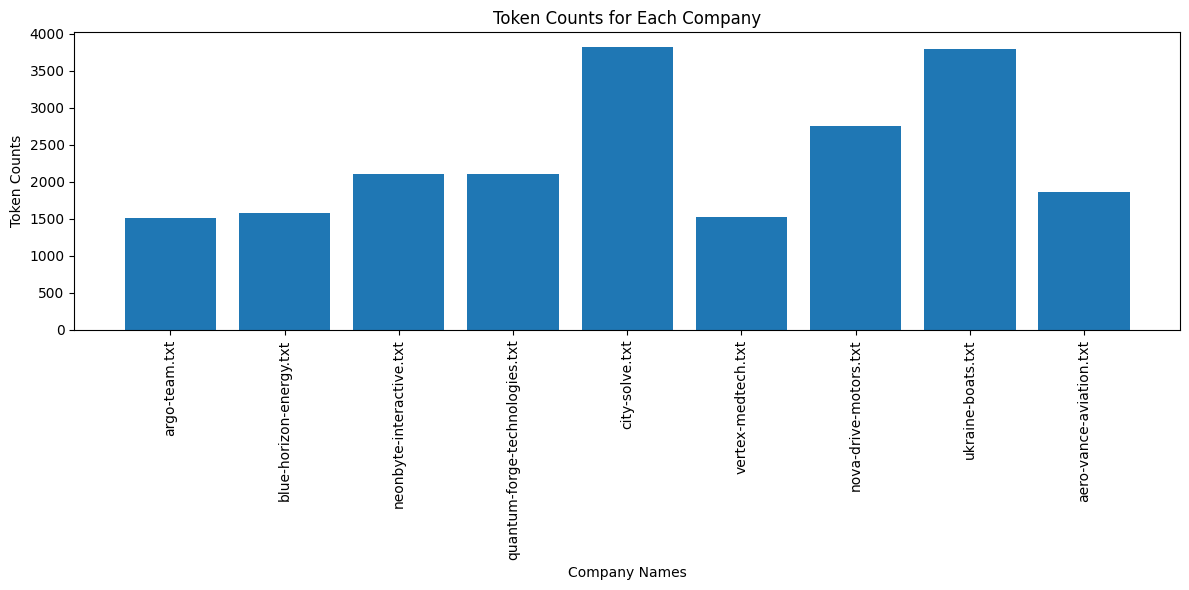 Token Counts for Each Company
Token Counts
4000
3500
3000
2500
2000
1500
1000
500
0
argo-team.txt
blue-horizon-energy.txt
neonbyte-interactive.txt
quantum-forge-technologies.txt
city-solve.txt
vertex-medtech.txt
nova-drive-motors.txt
ukraine-boats.txt
aero-vance-aviation.txt
Company Names